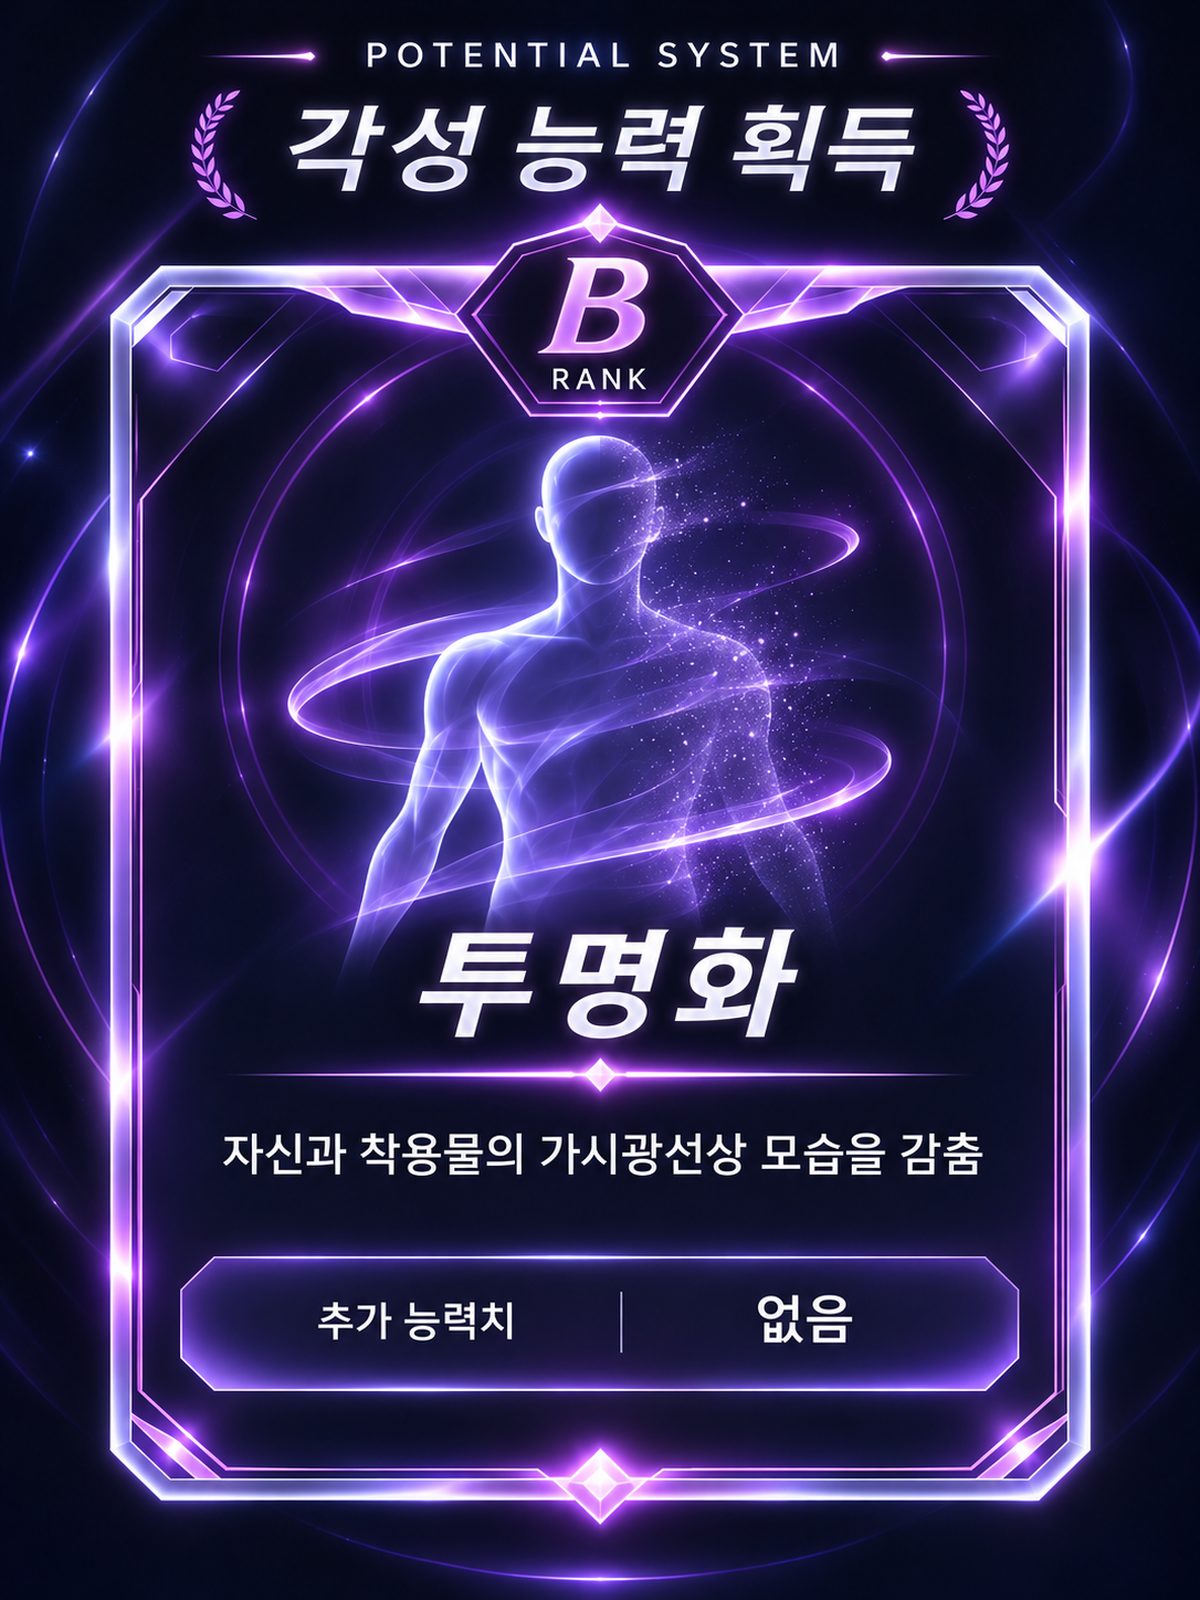 POTENTIAL SYSTEM
각성 능력 획득
B
RANK
투명화
자신과 착용물의 가시광선상 모습을 감춤
추가 능력치
없음